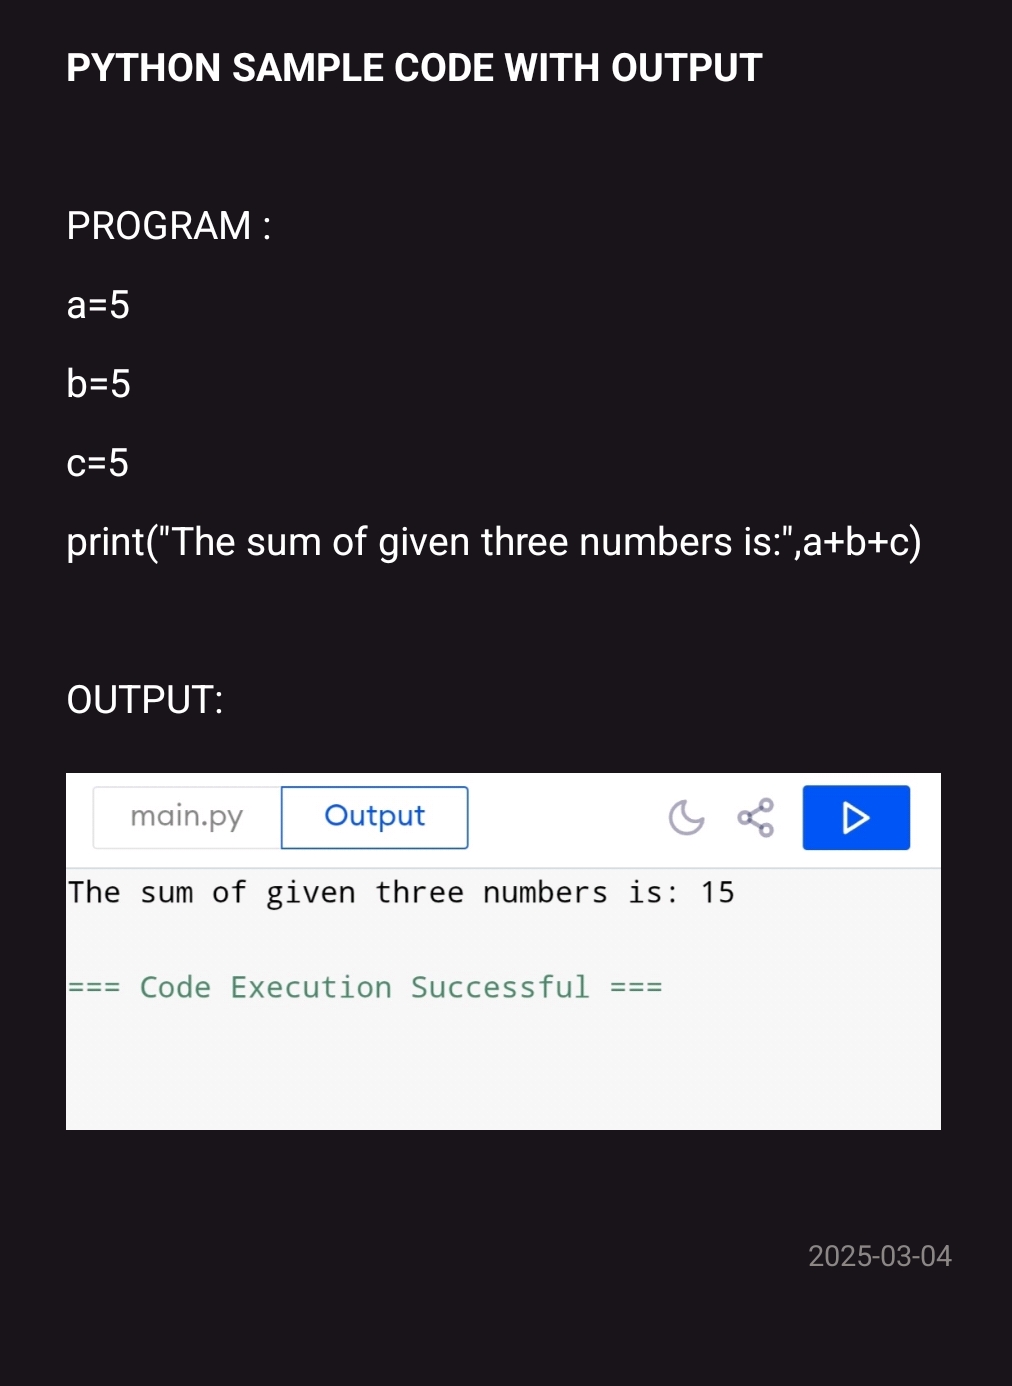 PYTHON SAMPLE CODE WITH OUTPUT
PROGRAM :
a=5
b=5
c=5
print("The sum of given three numbers is:",a+b+c)
OUTPUT:
main.py Output
The sum of given three numbers is: 15
=== Code Execution Successful ===
2025-03-04